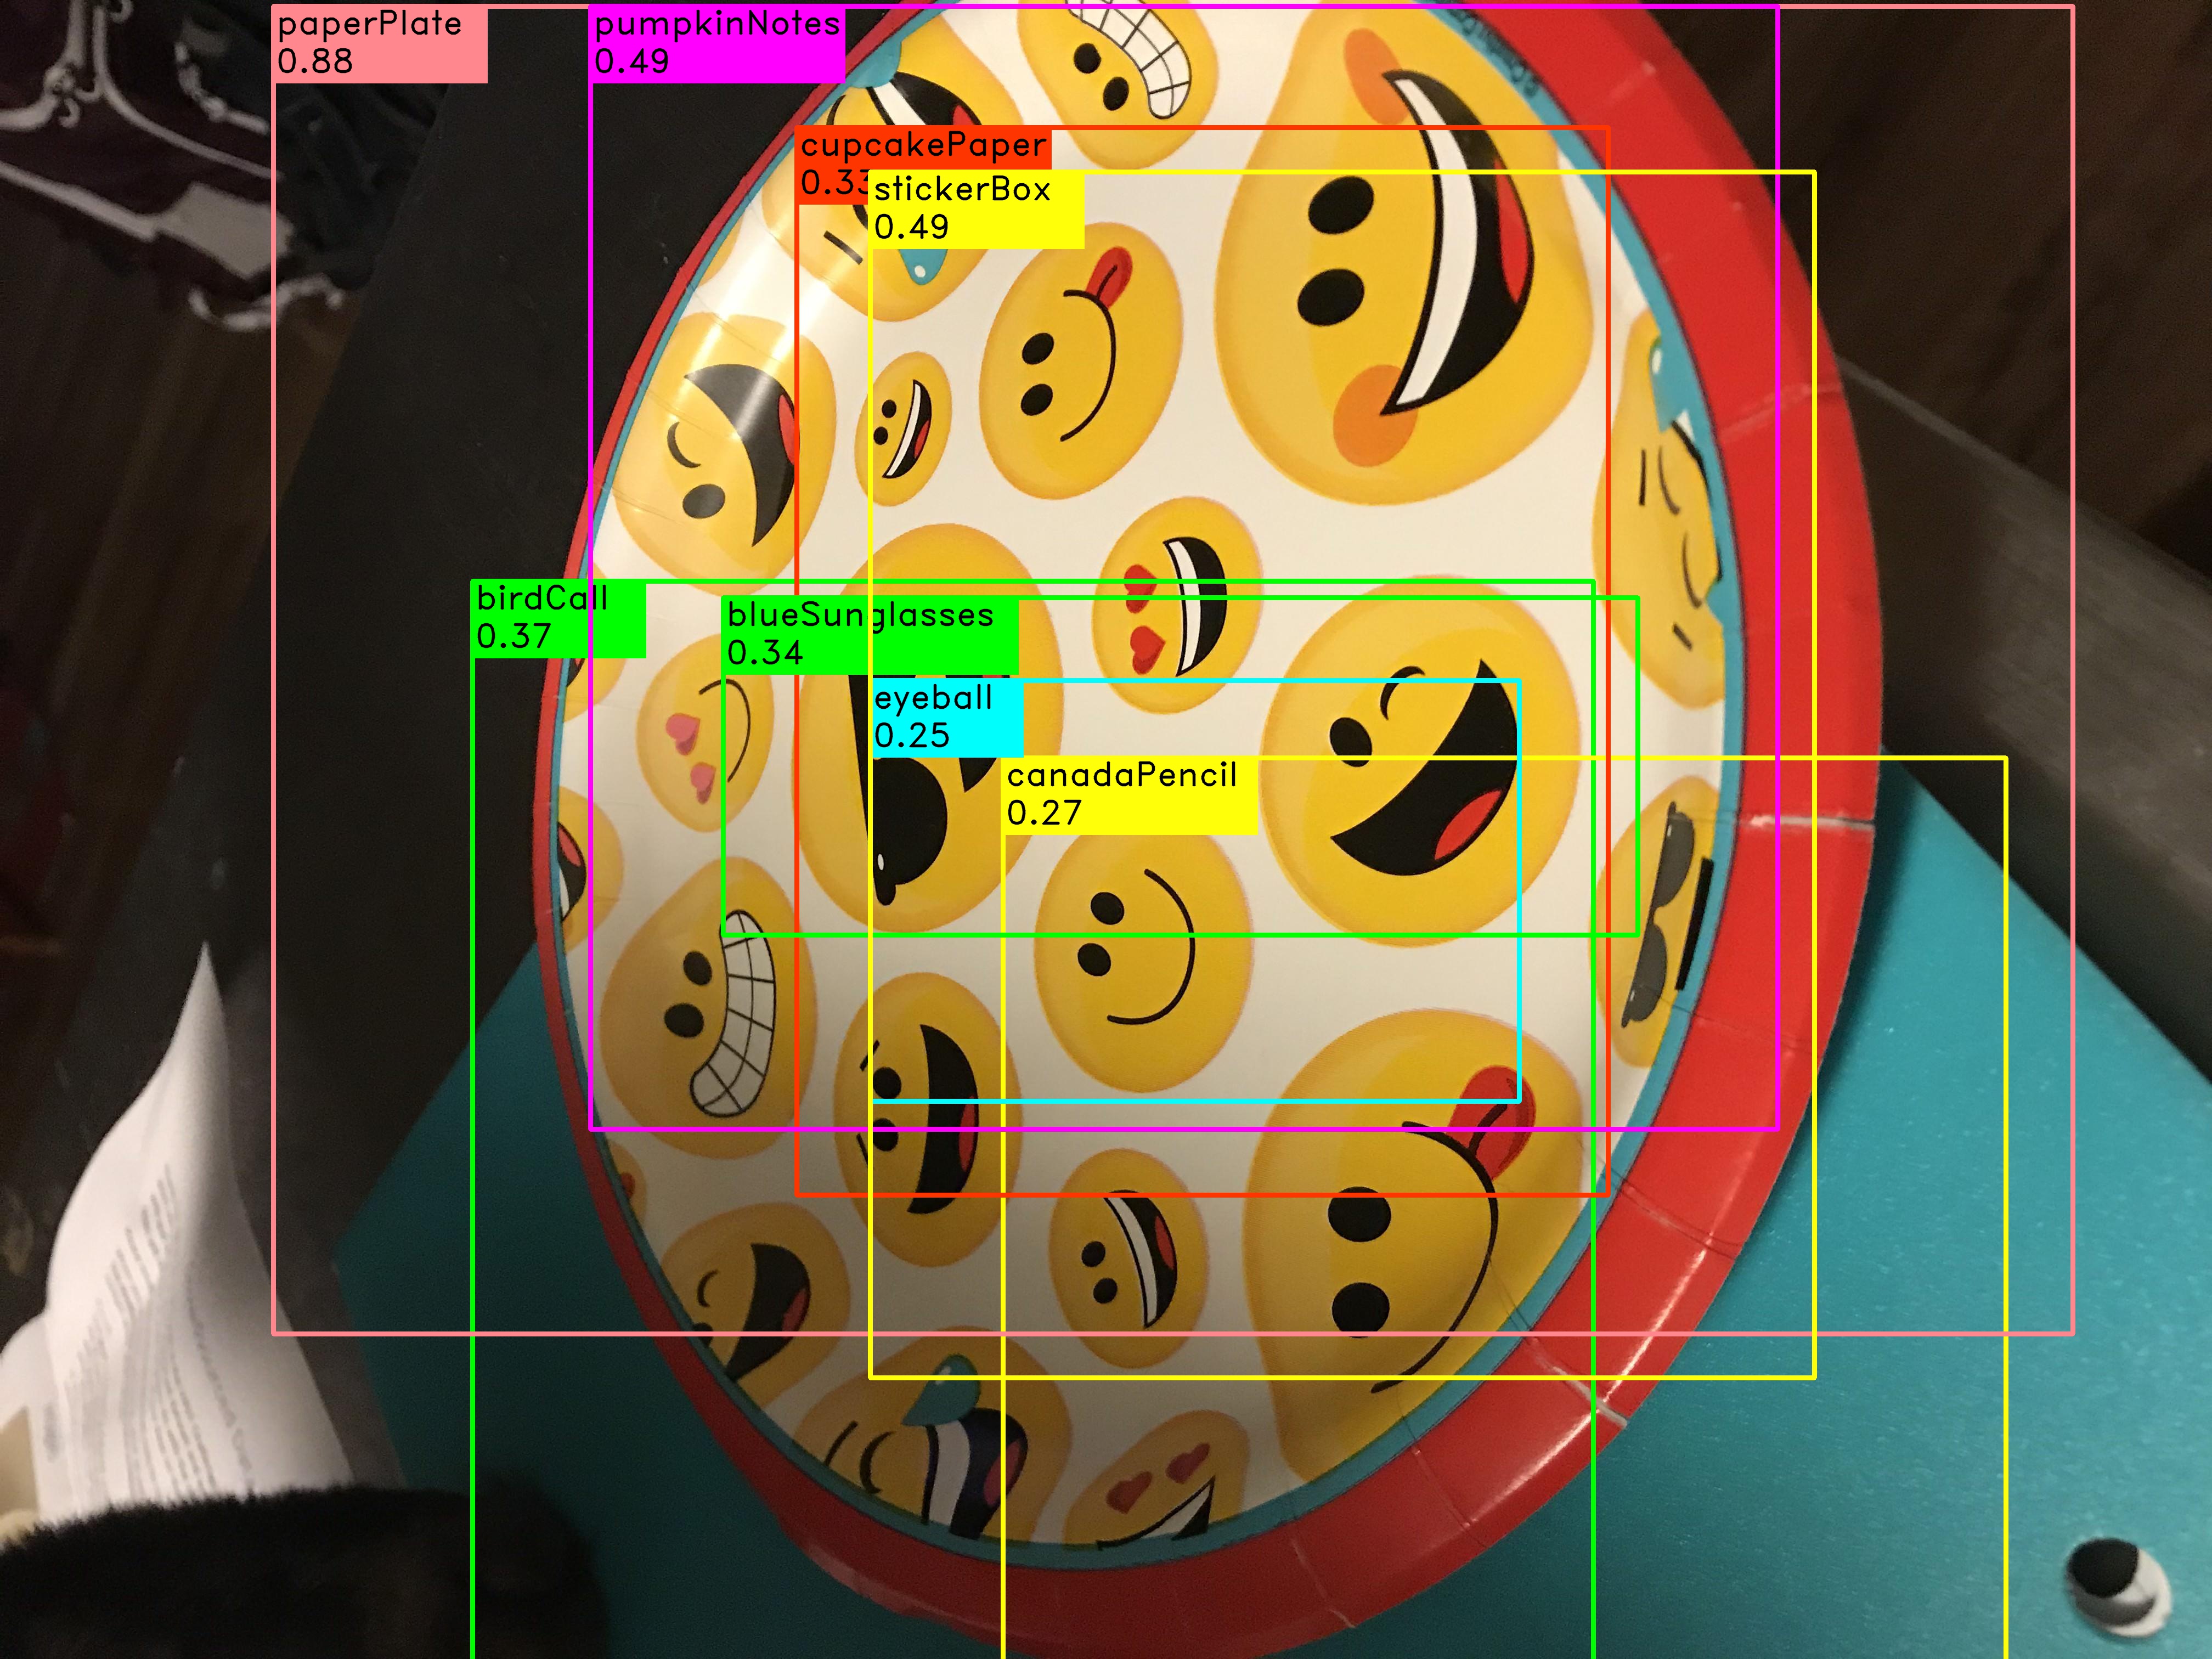 paperPlate
0.88
pumpkinNotes
0.49
cupcakePaper
0.33
stickerBox
0.49
birdCall
0.37
blueSunglasses
0.34
eyeball
0.25
canadaPencil
0.27